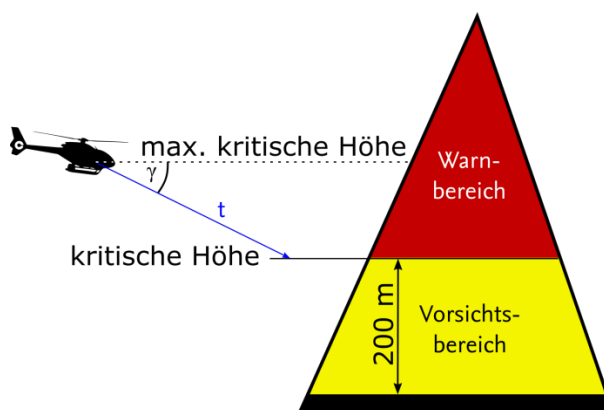 max. kritische Höhe
γ
t
kritische Höhe
Warn-
bereich
200 m
Vorsichts-
bereich